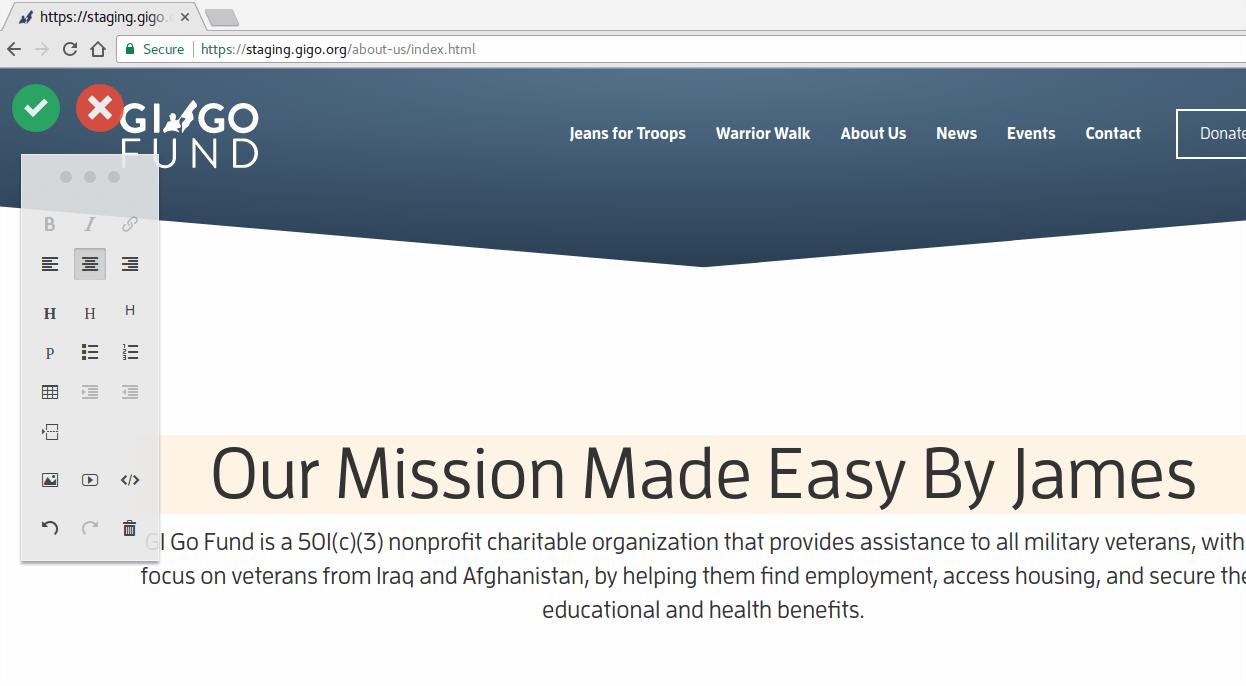 https://staging.gigo.
Secure https://staging.gigo.org/about-us/index.html
GI GO
FUND
Jeans for Troops Warrior Walk About Us News Events Contact Donate
B I
H H H
P
Our Mission Made Easy By James
GI Go Fund is a 501(c)(3) nonprofit charitable organization that provides assistance to all military veterans, with
focus on veterans from Iraq and Afghanistan, by helping them find employment, access housing, and secure the
educational and health benefits.